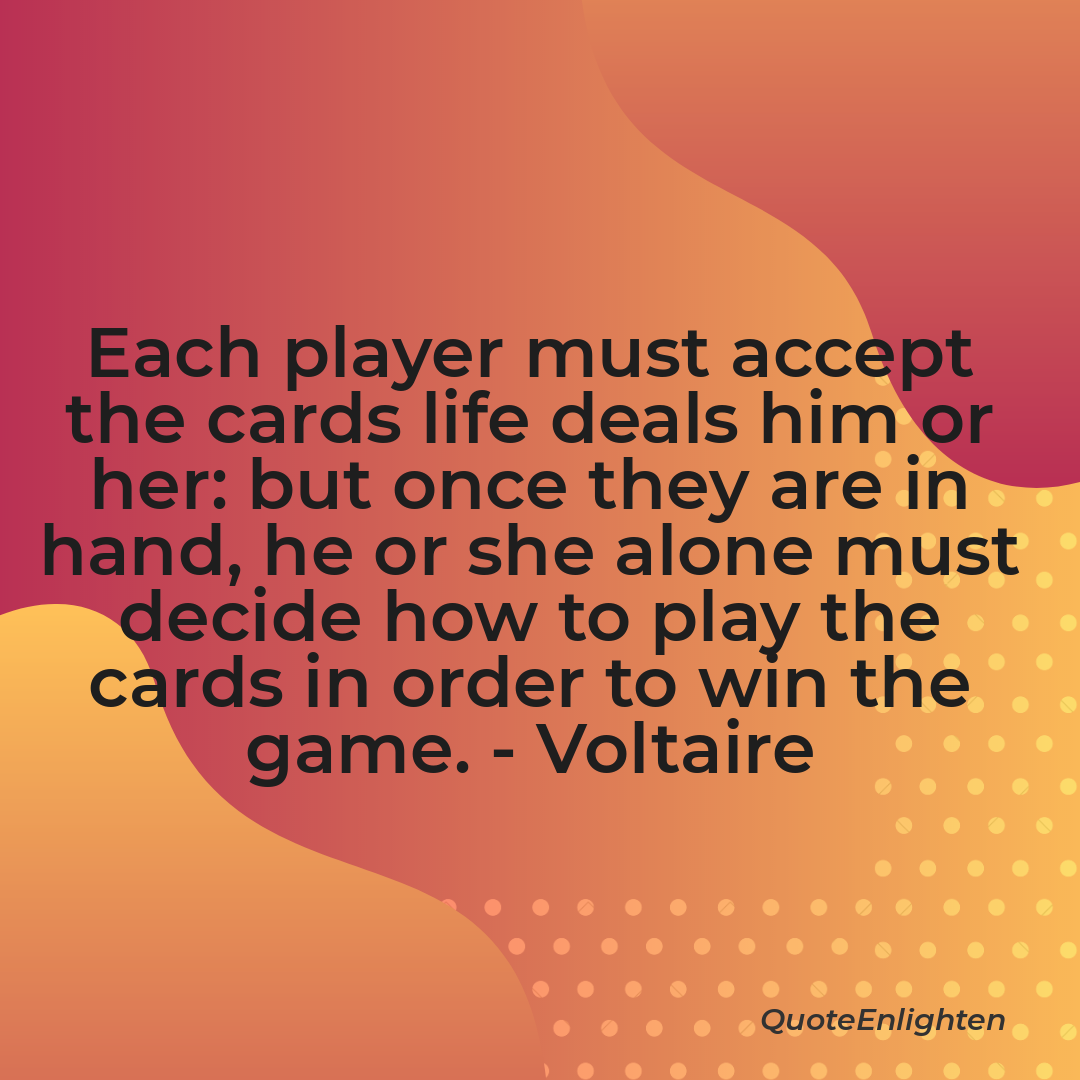 Each player must accept
the cards life deals him or
her: but once they are in
hand, he or she alone must
decide how to play the
cards in order to win the
game. - Voltaire
QuoteEnlighten